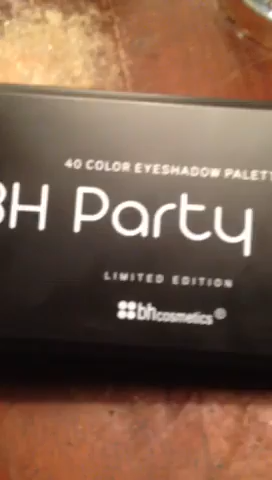 40 COLOR EYESHADOW PALETT
BH Party
LIMITED EDITION
bhcosmetics®